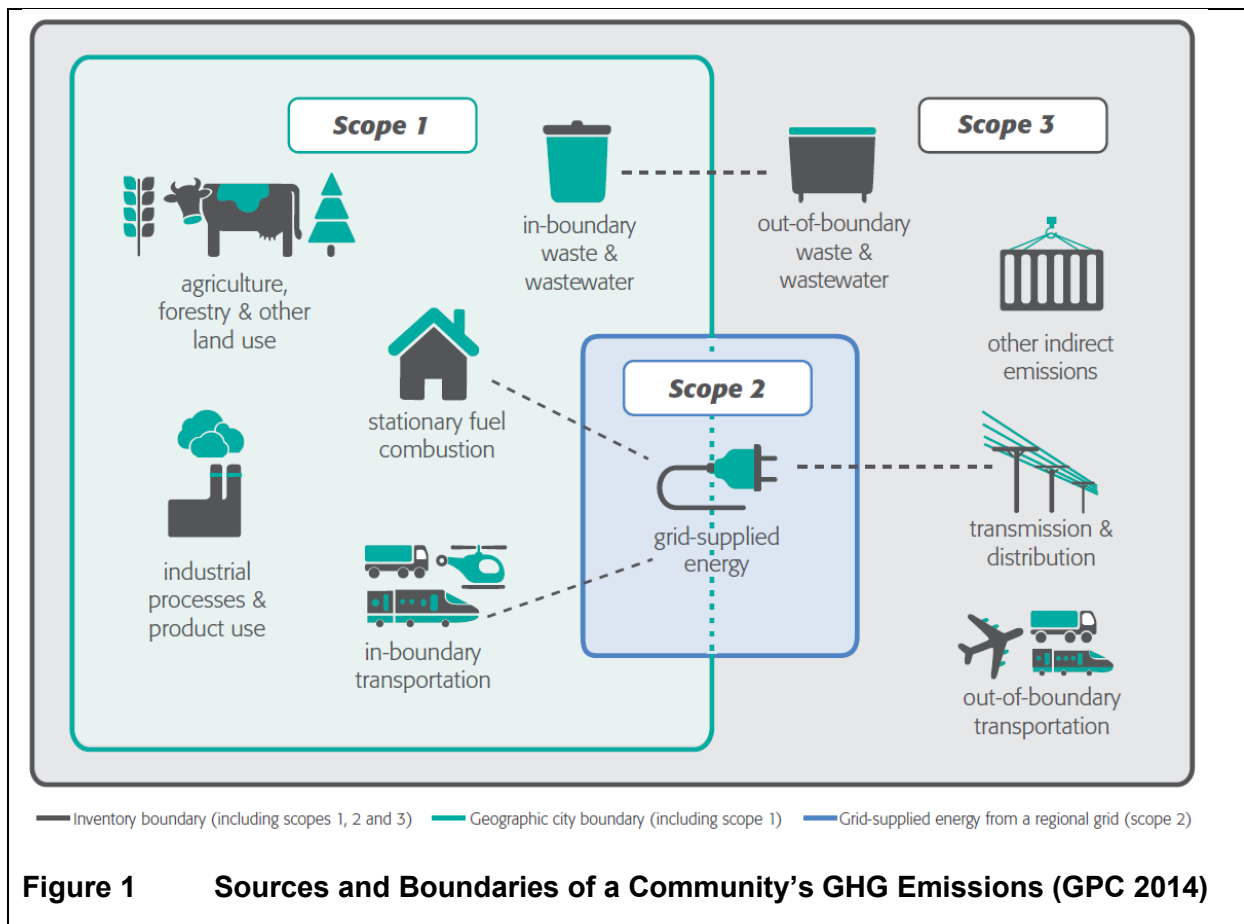 Scope 1
Scope 3
in-boundary
waste &
wastewater
out-of-boundary
waste &
wastewater
agriculture,
forestry & other
land use
other indirect
emissions
stationary fuel
combustion
Scope 2
grid-supplied
energy
transmission &
distribution
industrial
processes &
product use
in-boundary
transportation
out-of-boundary
transportation
Inventory boundary (including scopes 1, 2 and 3) Geographic city boundary (including scope 1) Grid-supplied energy from a regional grid (scope 2)
Figure 1 Sources and Boundaries of a Community's GHG Emissions (GPC 2014)